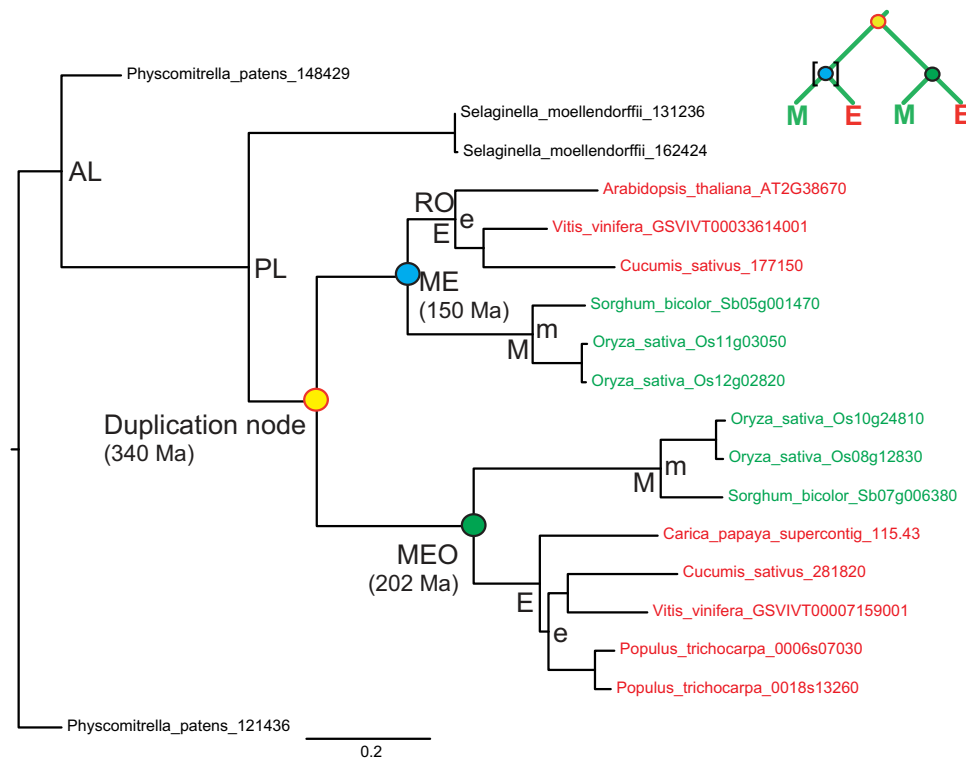 [ ]
M E M E
Physcomitrella_patens_148429
Selaginella_moellendorffii_131236
Selaginella_moellendorffii_162424
AL
Arabidopsis_thaliana_AT2G38670
RO
E e
Vitis_vinifera_GSVIVT00033614001
PL
Cucumis_sativus_177150
ME
(150 Ma)
Sorghum_bicolor_Sb05g001470
M m
Oryza_sativa_Os11g03050
Oryza_sativa_Os12g02820
Duplication node
(340 Ma)
Oryza_sativa_Os10g24810
Oryza_sativa_Os08g12830
M m
Sorghum_bicolor_Sb07g006380
MEO
(202 Ma)
Carica_papaya_supercontig_115.43
Cucumis_sativus_281820
E e
Vitis_vinifera_GSVIVT00007159001
Populus_trichocarpa_0006s07030
Populus_trichocarpa_0018s13260
Physcomitrella_patens_121436
0.2